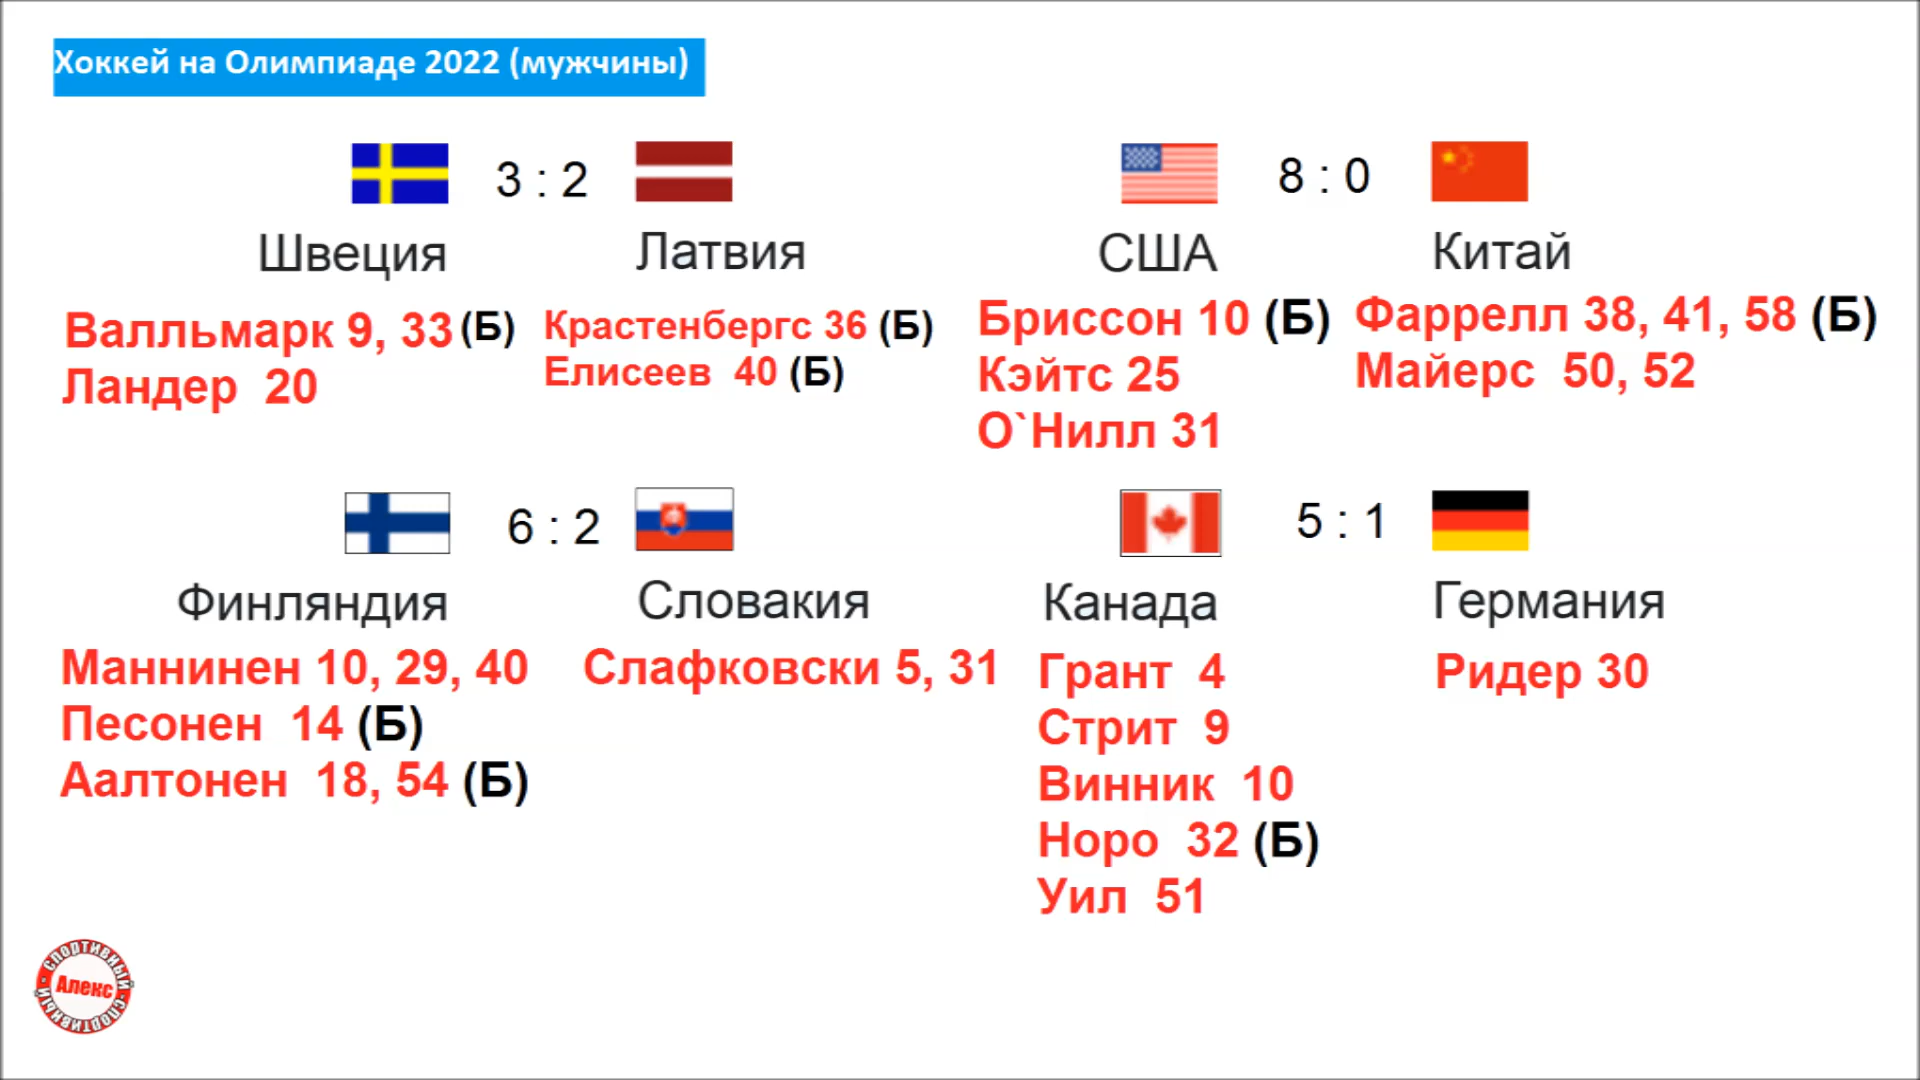 Хоккей на Олимпиаде 2022 (мужчины)
3 : 2
Швеция
Латвия
Валльмарк 9, 33 (Б)
Ландер 20
Крастенбергс 36 (Б)
Елисеев 40 (Б)
8 : 0
США
Китай
Бриссон 10 (Б)
Кэйтс 25
О`Нилл 31
Фаррелл 38, 41, 58 (Б)
Майерс 50, 52
6 : 2
Финляндия
Словакия
Маннинен 10, 29, 40
Песонен 14 (Б)
Аалтонен 18, 54 (Б)
Слафковски 5, 31
5 : 1
Канада
Германия
Грант 4
Стрит 9
Винник 10
Норо 32 (Б)
Уил 51
Ридер 30
СПОРТИВНЫЙ
Алекс
СПОРТИВНЫЙ